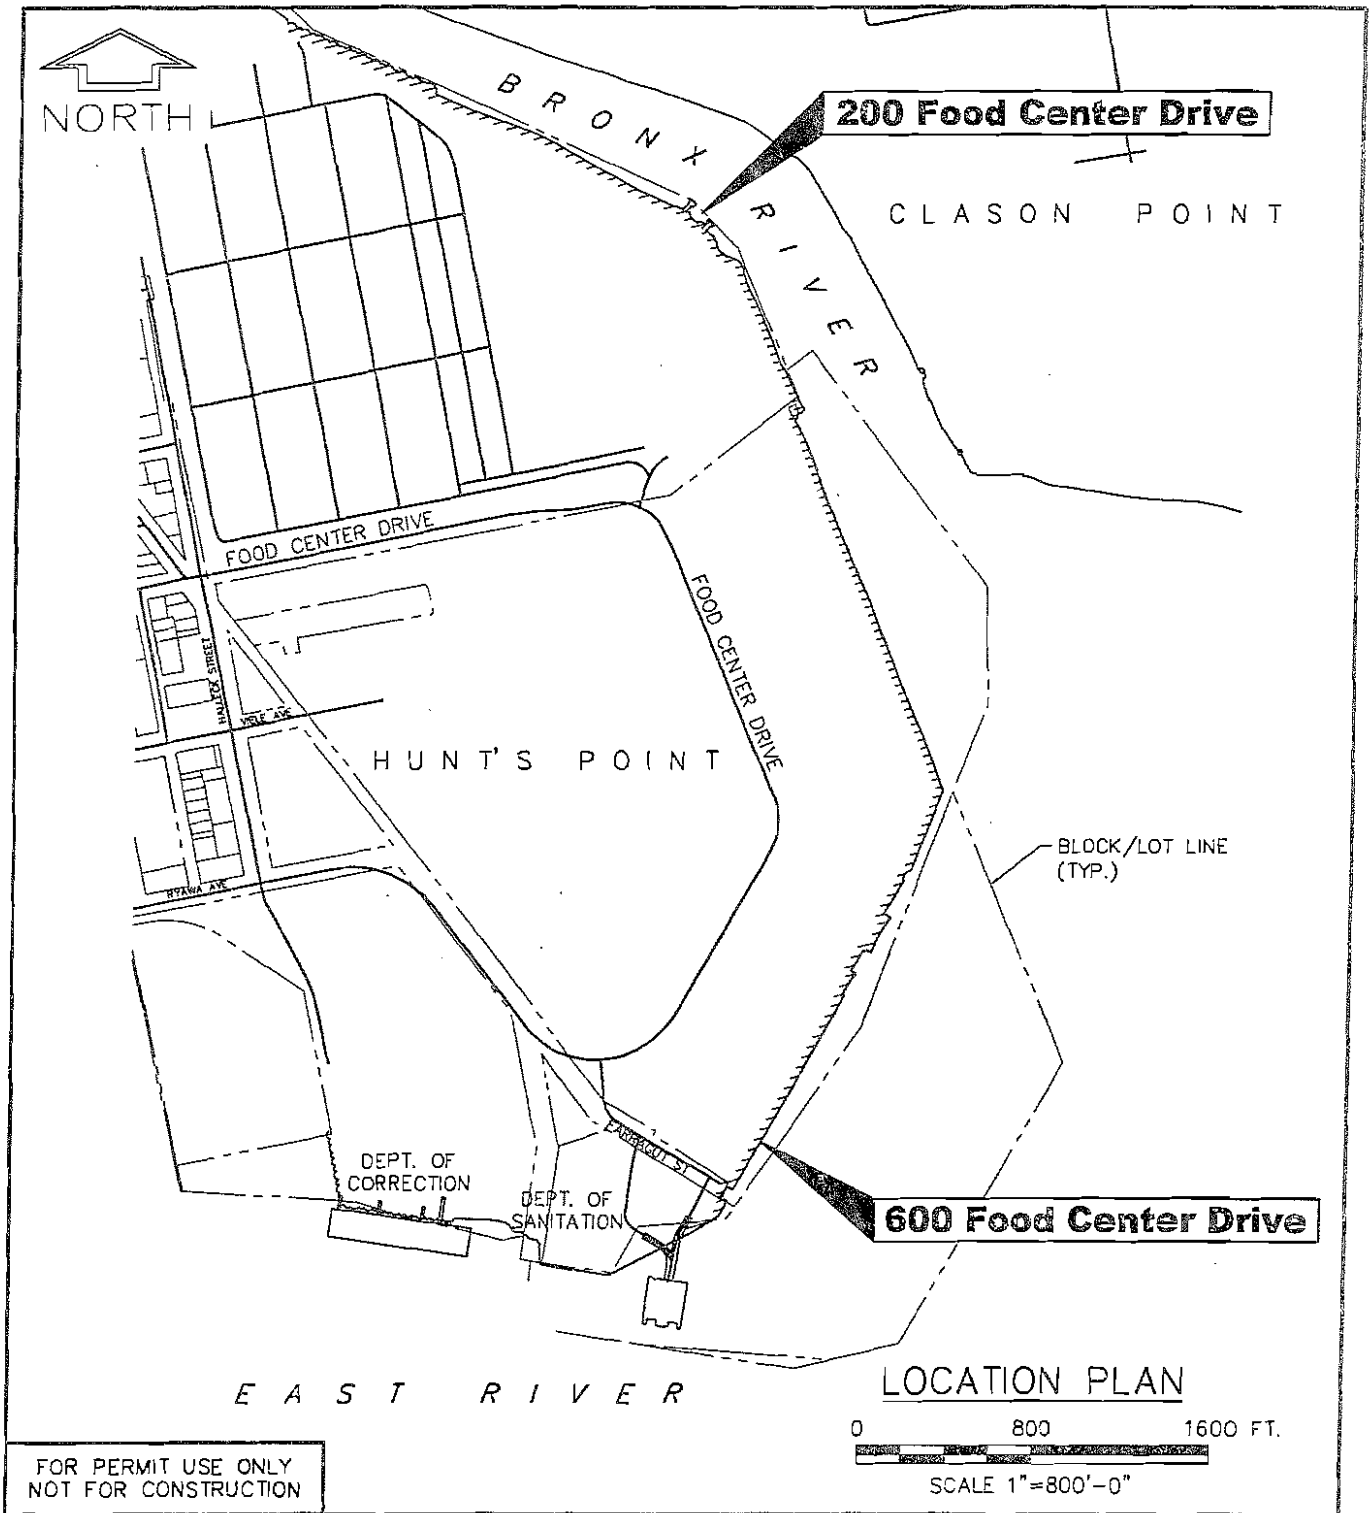 NORTH
BRONX RIVER
200 Food Center Drive
CLASON POINT
FOOD CENTER DRIVE
FOOD CENTER DRIVE
HALLECK STREET
VIELE AVE
HUNT'S POINT
BLOCK/LOT LINE
(TYP.)
RYAWA AVE
FARRAGUT ST
DEPT. OF
CORRECTION
DEPT. OF
SANITATION
600 Food Center Drive
EAST RIVER
LOCATION PLAN
0 800 1600 FT.
SCALE 1"=800'-0"
FOR PERMIT USE ONLY
NOT FOR CONSTRUCTION